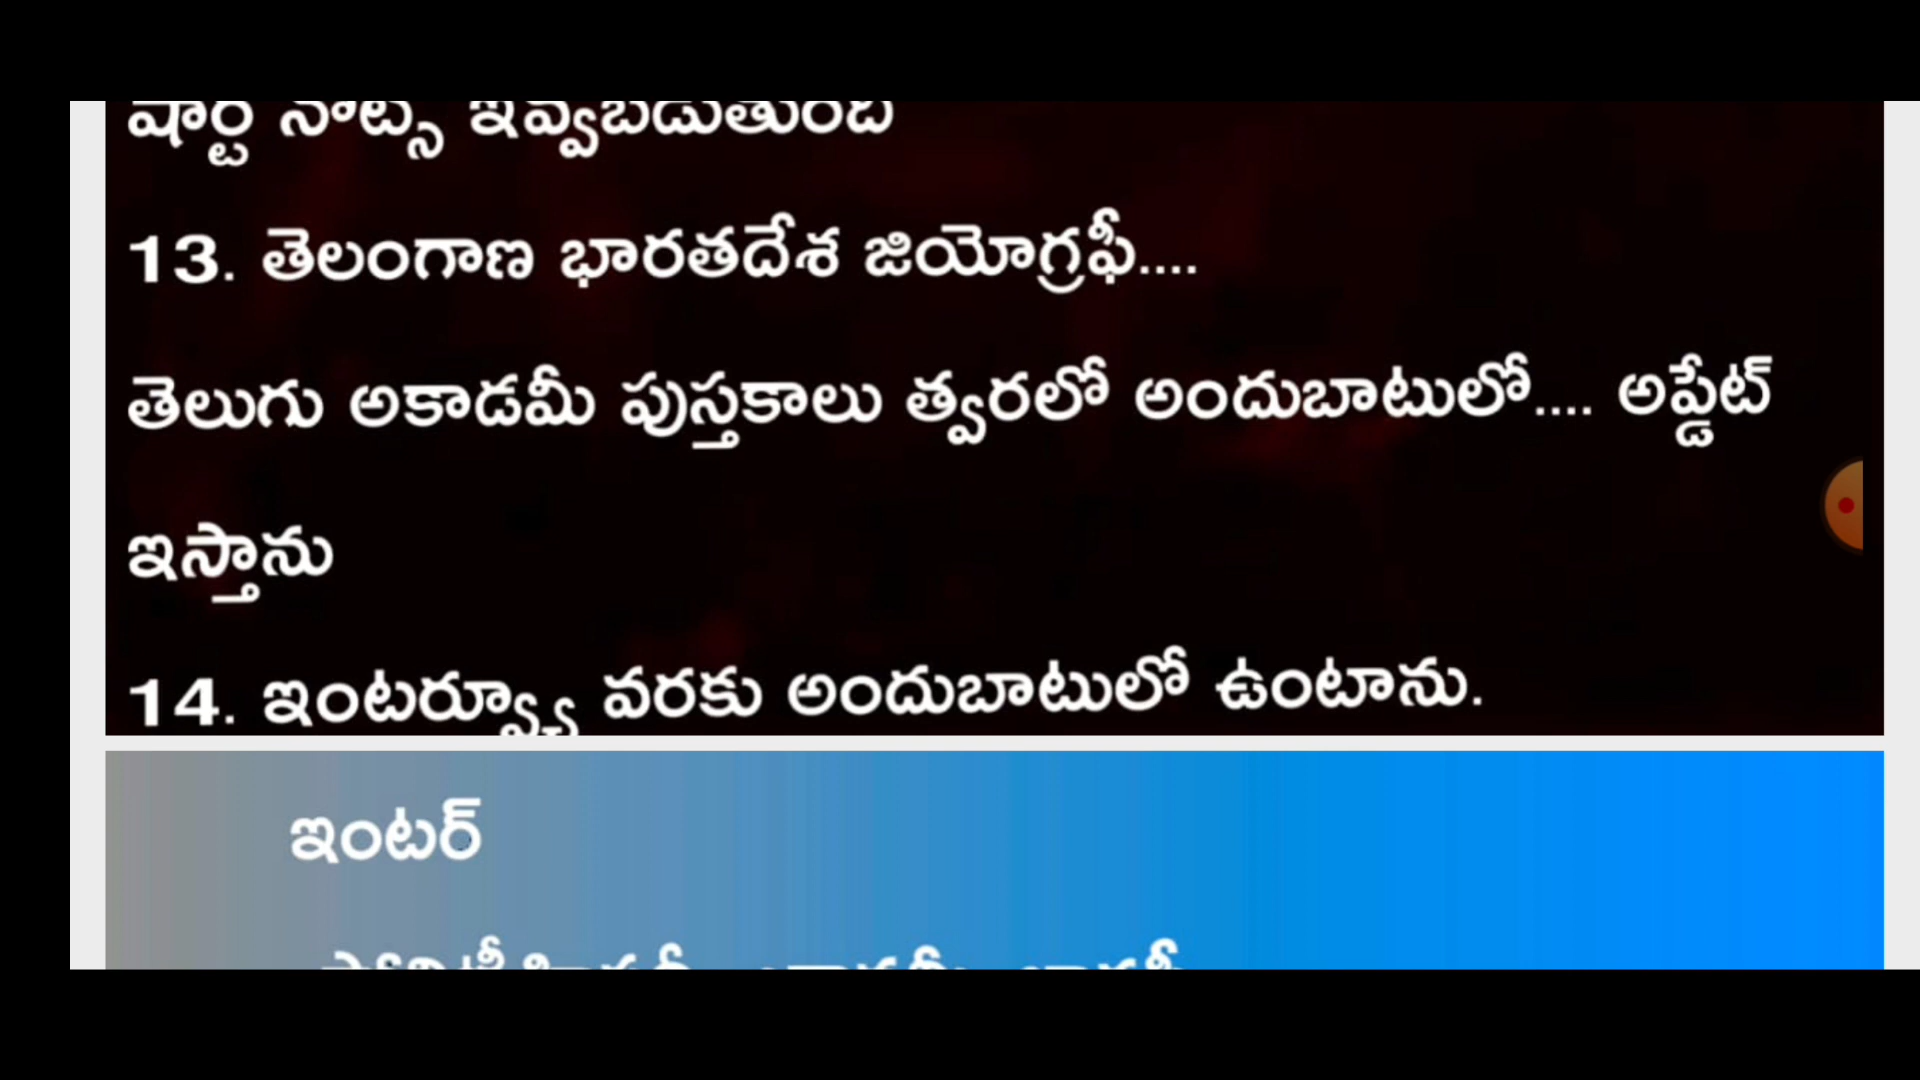 షార్ట్ నోట్స్ ఇవ్వబడుతుంది
13. తెలంగాణ భారతదేశ జియోగ్రఫీ....
తెలుగు అకాడమీ పుస్తకాలు త్వరలో అందుబాటులో.... అప్డేట్
ఇస్తాను
14. ఇంటర్వ్యూ వరకు అందుబాటులో ఉంటాను.
ఇంటర్